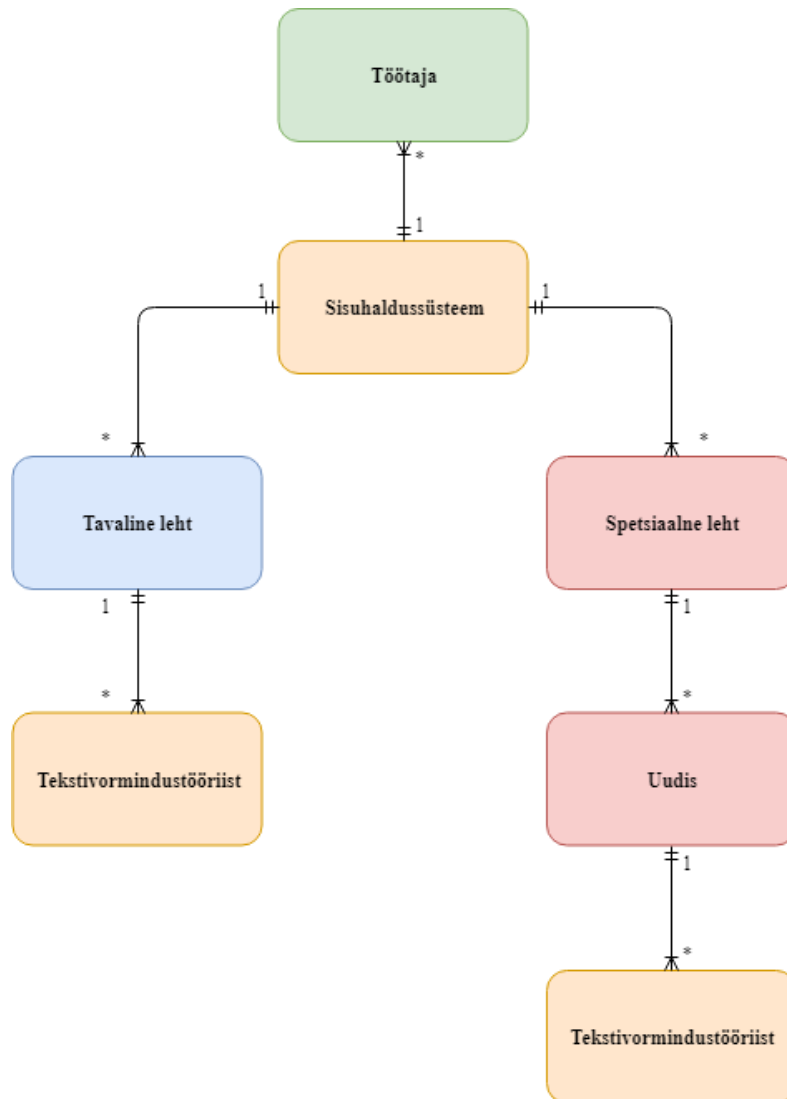 Töötaja
*
1
Sisuhaldussüsteem
1
1
*
*
Tavaline leht
Spetsiaalne leht
1
1
*
*
Tekstivormindustööriist
Uudis
1
*
Tekstivormindustööriist